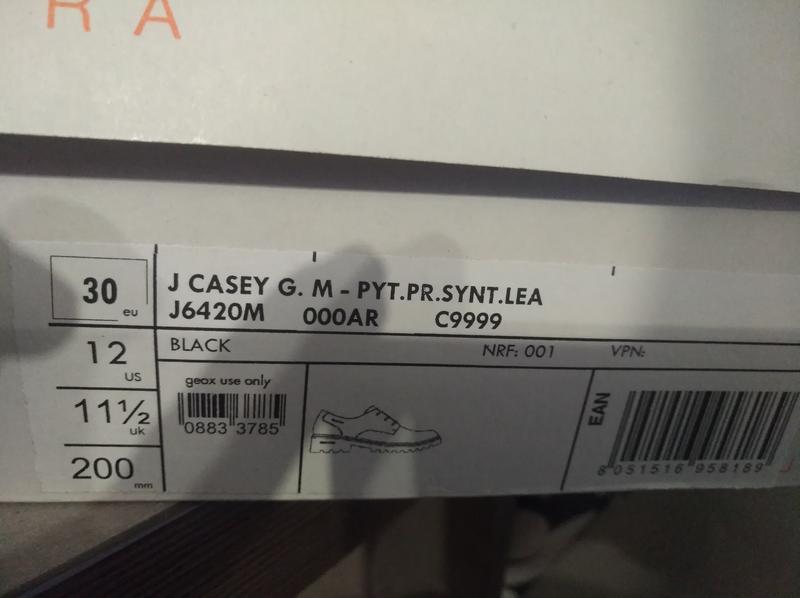 RA
30 eu
J CASEY G. M - PYT.PR.SYNT.LEA
J6420M 000AR C9999
12 US
BLACK NRF: 001 VPN:
11½ uk
geox use only
0883 3785
EAN
8 051516 958189
200 mm